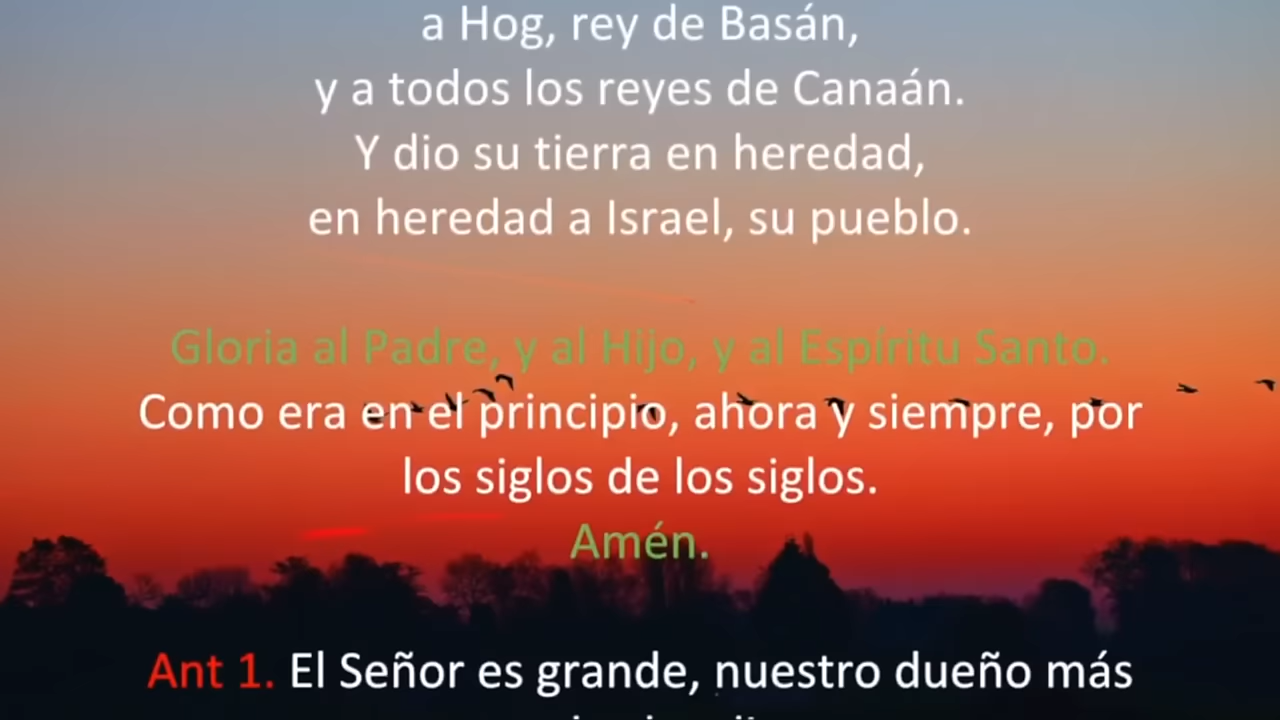 a Hog, rey de Basán,
y a todos los reyes de Canaán.
Y dio su tierra en heredad,
en heredad a Israel, su pueblo.
Gloria al Padre, y al Hijo, y al Espíritu Santo.
Como era en el principio, ahora y siempre, por
los siglos de los siglos.
Amén.
Ant 1. El Señor es grande, nuestro dueño más